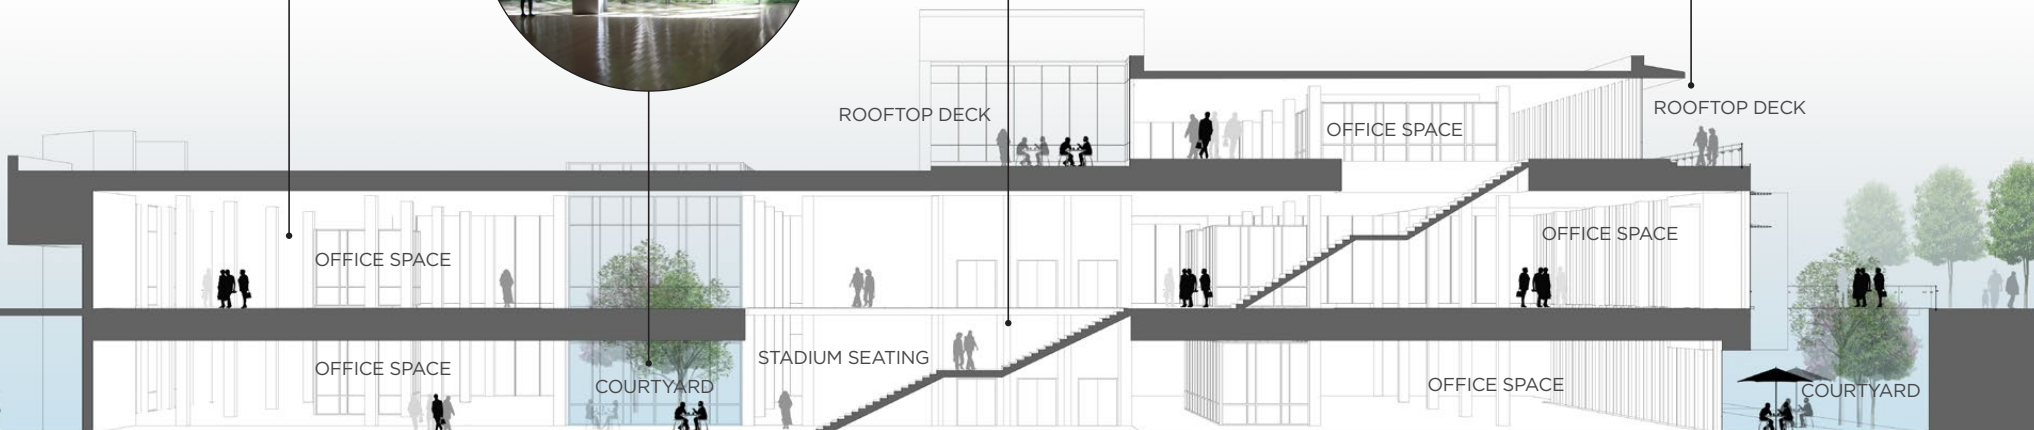 ROOFTOP DECK
OFFICE SPACE
ROOFTOP DECK
OFFICE SPACE
OFFICE SPACE
OFFICE SPACE
COURTYARD
STADIUM SEATING
OFFICE SPACE
COURTYARD